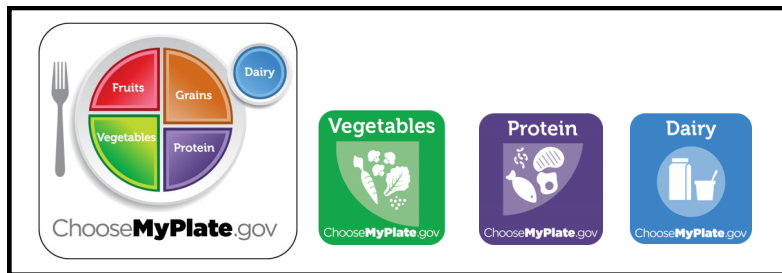 Dairy
Fruits
Grains
Vegetables
Protein
ChooseMyPlate.gov
Vegetables
ChooseMyPlate.gov
Protein
ChooseMyPlate.gov
Dairy
ChooseMyPlate.gov